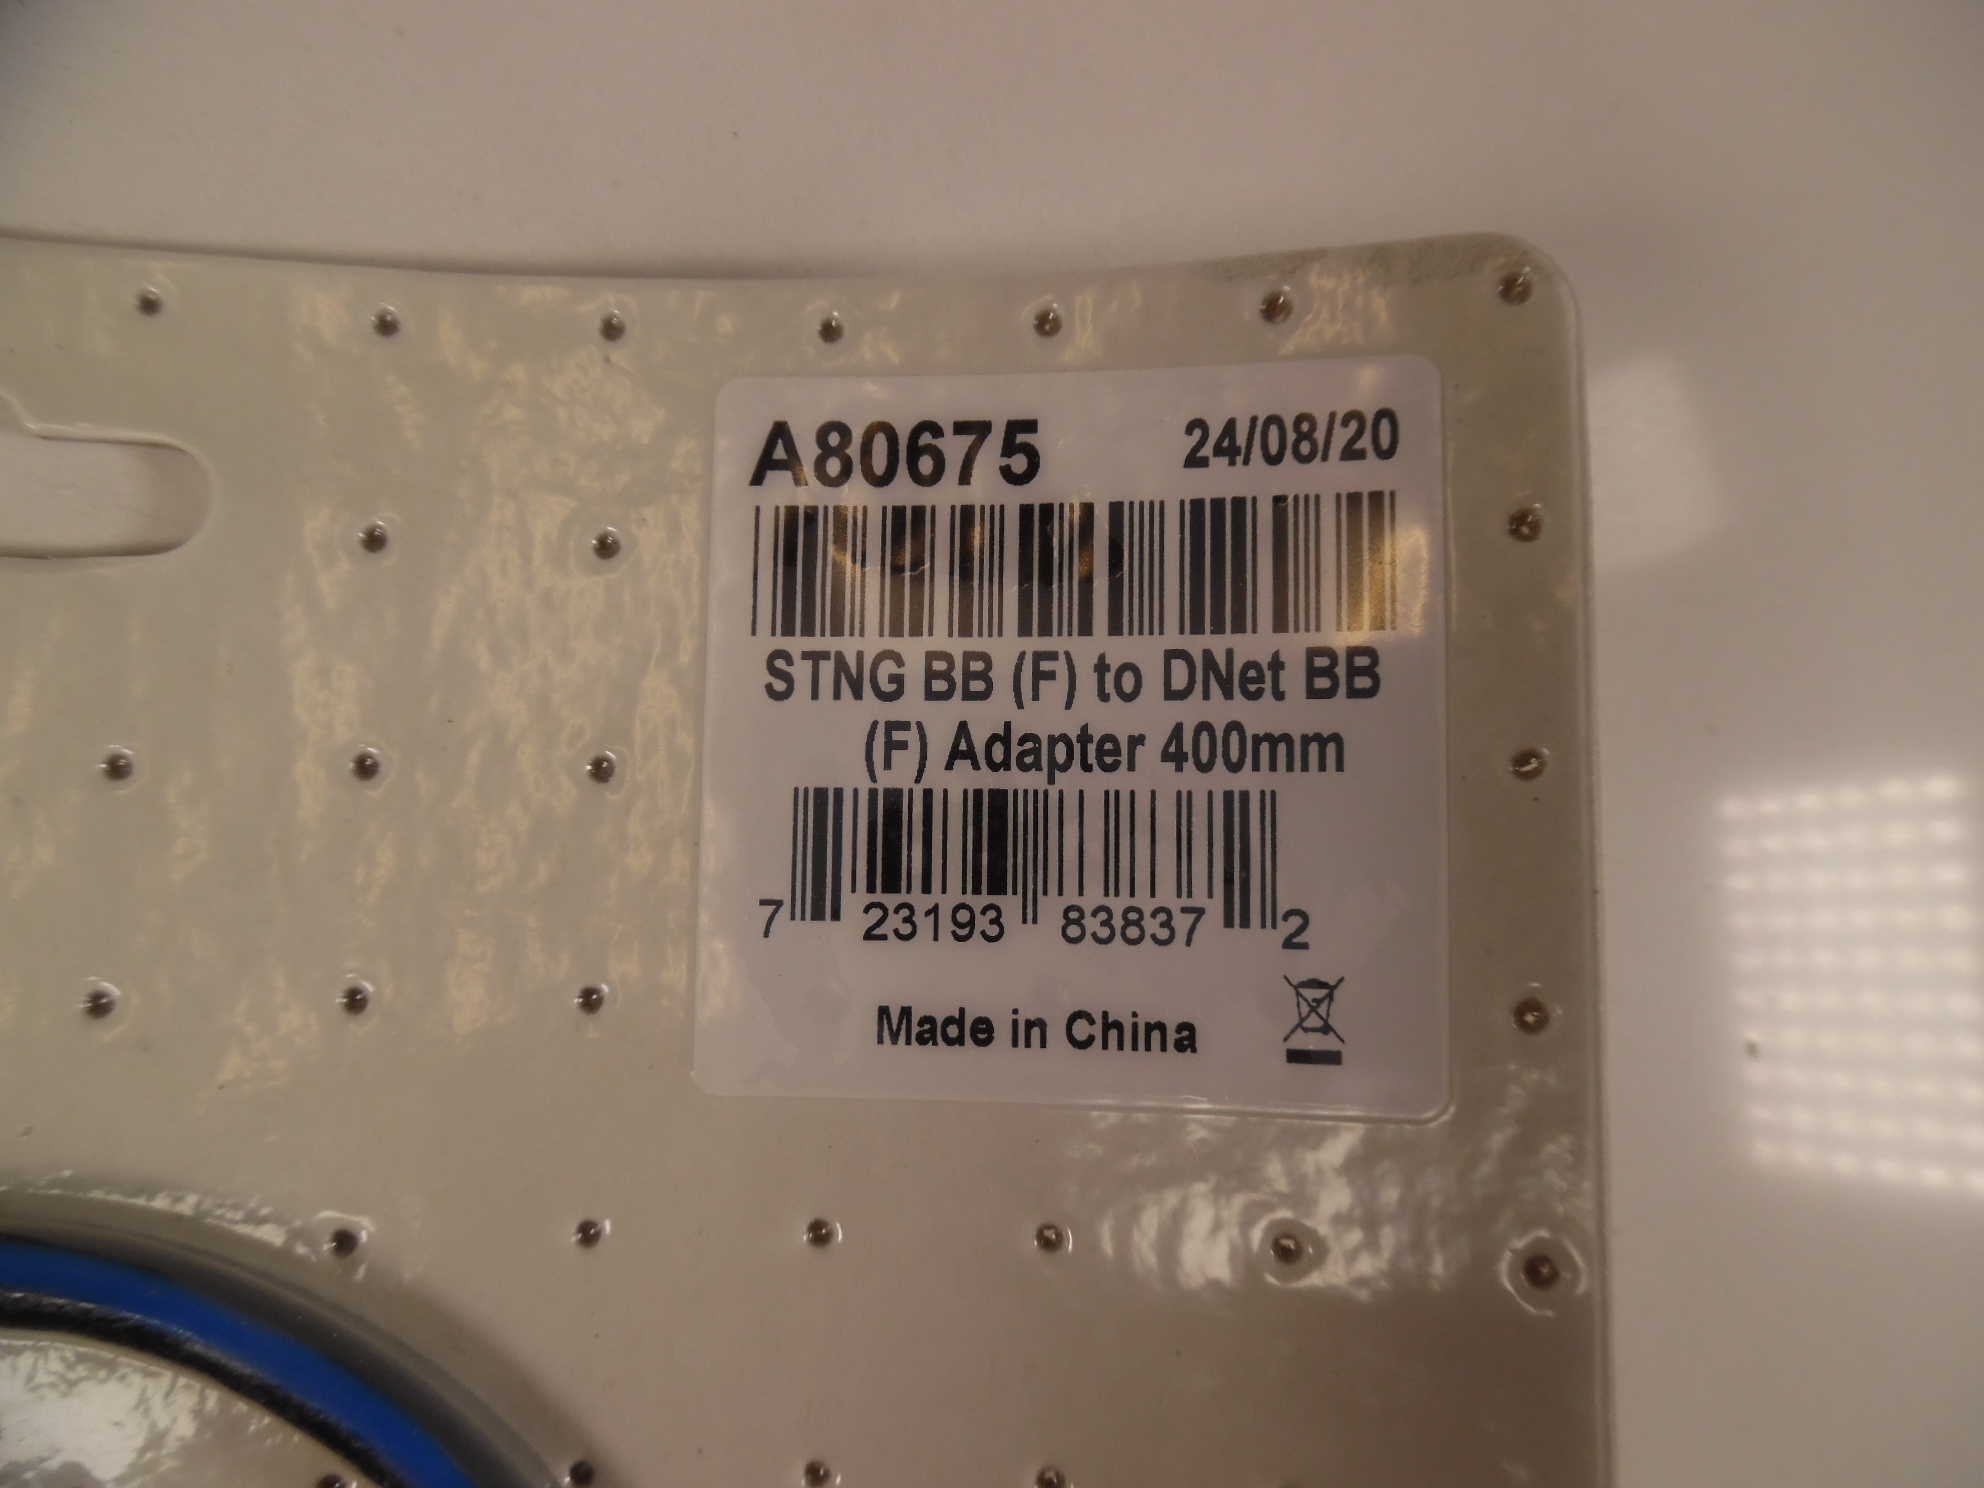 A80675 24/08/20
STNG BB (F) to DNet BB
(F) Adapter 400mm
7 23193 83837 2
Made in China